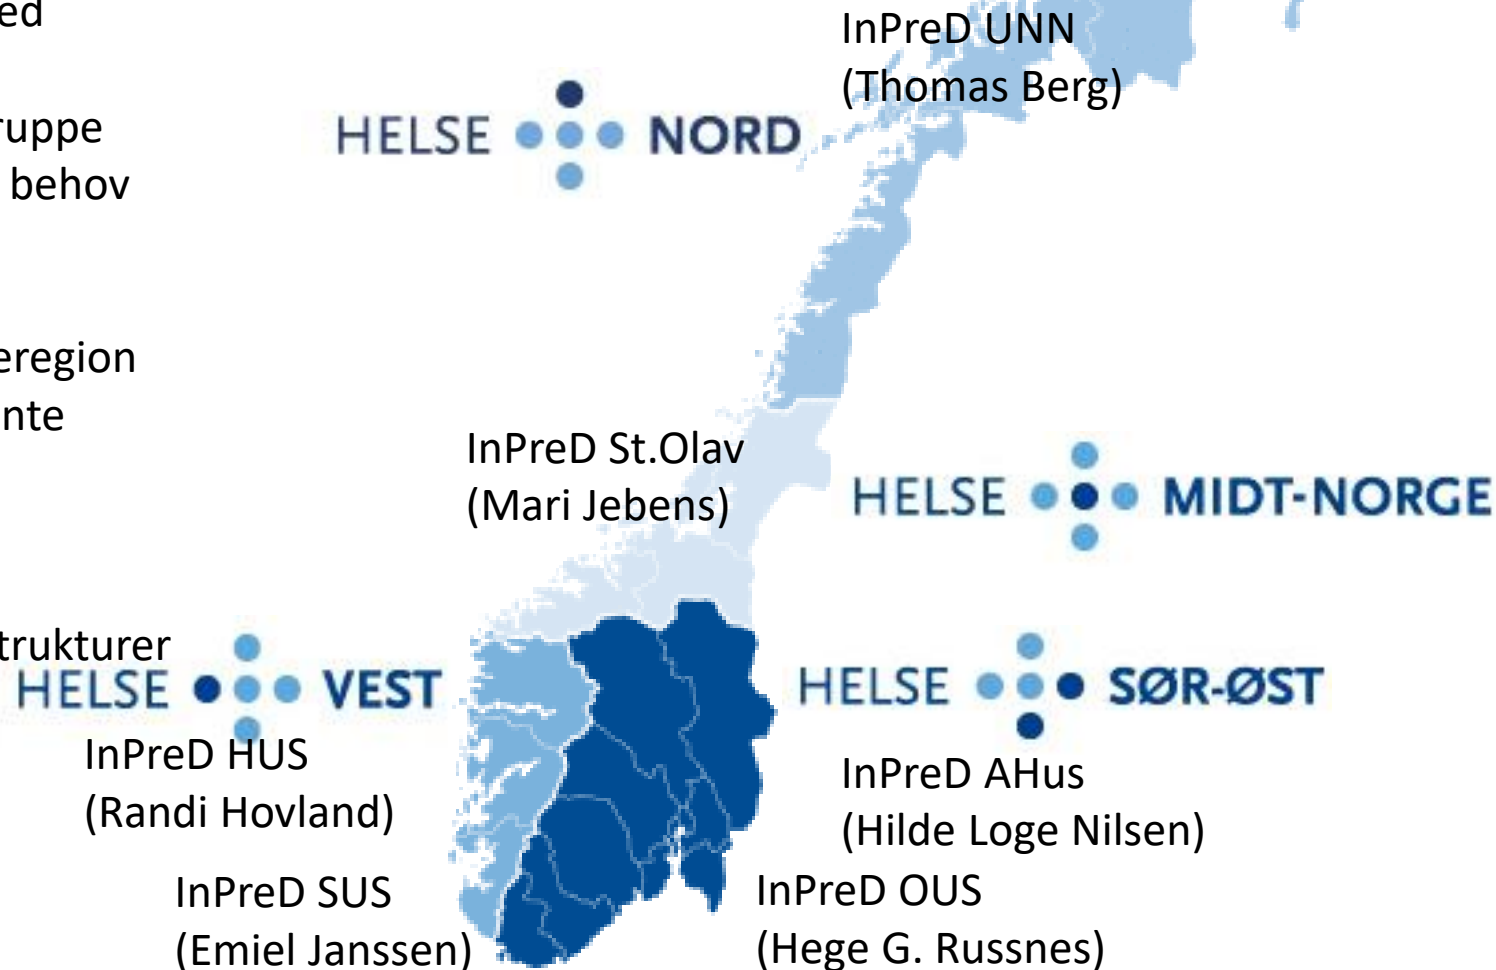 ed
ruppe
behov
eregion
nte
trukturer
InPreD UNN
(Thomas Berg)
HELSE NORD
InPreD St.Olav
(Mari Jebens)
HELSE MIDT-NORGE
HELSE VEST
InPreD HUS
(Randi Hovland)
InPreD SUS
(Emiel Janssen)
HELSE SØR-ØST
InPreD AHus
(Hilde Loge Nilsen)
InPreD OUS
(Hege G. Russnes)